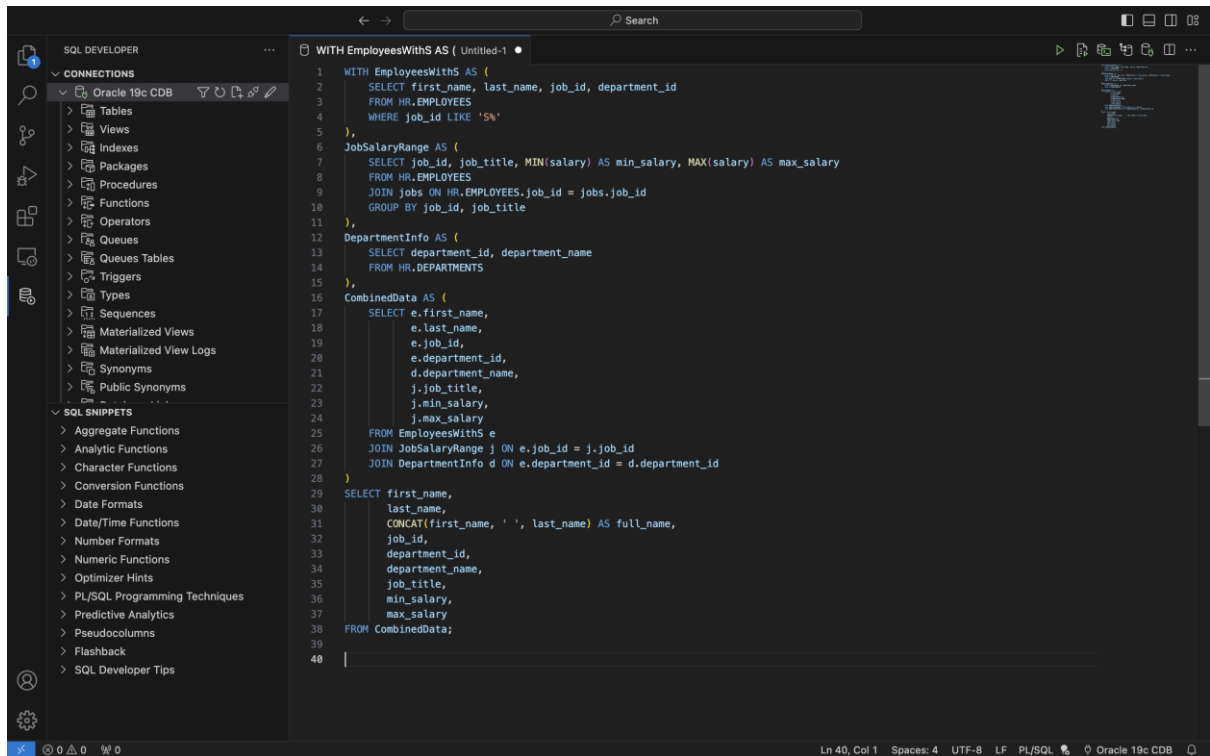 Search
SQL DEVELOPER
CONNECTIONS
Oracle 19c CDB
Tables
Views
Indexes
Packages
Procedures
Functions
Operators
Queues
Queues Tables
Triggers
Types
Sequences
Materialized Views
Materialized View Logs
Synonyms
Public Synonyms
SQL SNIPPETS
Aggregate Functions
Analytic Functions
Character Functions
Conversion Functions
Date Formats
Date/Time Functions
Number Formats
Numeric Functions
Optimizer Hints
PL/SQL Programming Techniques
Predictive Analytics
Pseudocolumns
Flashback
SQL Developer Tips
1
WITH EmployeesWithS AS ( Untitled-1
1 WITH EmployeesWithS AS (
2 SELECT first_name, last_name, job_id, department_id
3 FROM HR.EMPLOYEES
4 WHERE job_id LIKE 'S%'
5 ),
6 JobSalaryRange AS (
7 SELECT job_id, job_title, MIN(salary) AS min_salary, MAX(salary) AS max_salary
8 FROM HR.EMPLOYEES
9 JOIN jobs ON HR.EMPLOYEES.job_id = jobs.job_id
10 GROUP BY job_id, job_title
11 ),
12 DepartmentInfo AS (
13 SELECT department_id, department_name
14 FROM HR.DEPARTMENTS
15 ),
16 CombinedData AS (
17 SELECT e.first_name,
18 e.last_name,
19 e.job_id,
20 e.department_id,
21 d.department_name,
22 j.job_title,
23 j.min_salary,
24 j.max_salary
25 FROM EmployeesWithS e
26 JOIN JobSalaryRange j ON e.job_id = j.job_id
27 JOIN DepartmentInfo d ON e.department_id = d.department_id
28 )
29 SELECT first_name,
30 last_name,
31 CONCAT(first_name, ' ', last_name) AS full_name,
32 job_id,
33 department_id,
34 department_name,
35 job_title,
36 min_salary,
37 max_salary
38 FROM CombinedData;
39
40
0 0 0 Ln 40, Col 1 Spaces: 4 UTF-8 LF PL/SQL Oracle 19c CDB